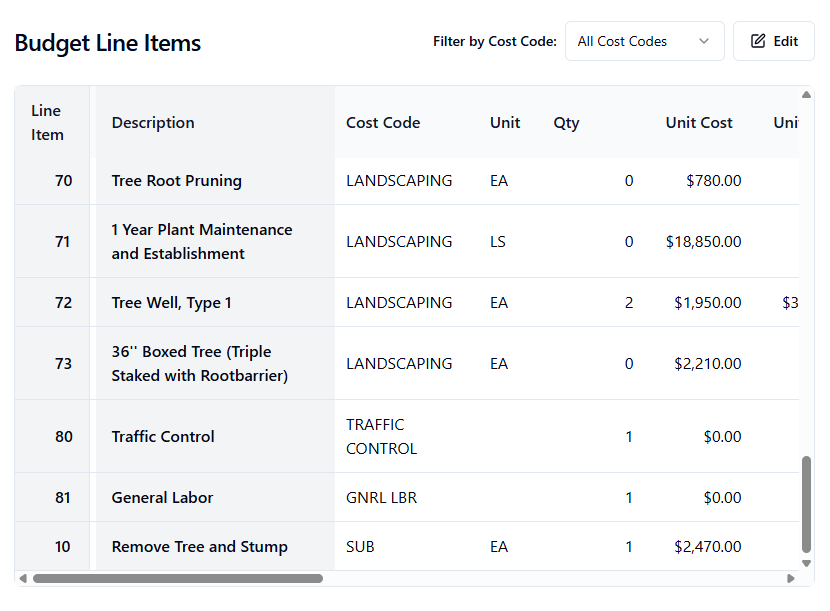 Budget Line Items
Filter by Cost Code: All Cost Codes Edit
Line Item Description Cost Code Unit Qty Unit Cost Uni
70 Tree Root Pruning LANDSCAPING EA 0 $780.00
71 1 Year Plant Maintenance and Establishment LANDSCAPING LS 0 $18,850.00
72 Tree Well, Type 1 LANDSCAPING EA 2 $1,950.00 $3
73 36'' Boxed Tree (Triple Staked with Rootbarrier) LANDSCAPING EA 0 $2,210.00
80 Traffic Control TRAFFIC CONTROL 1 $0.00
81 General Labor GNRL LBR 1 $0.00
10 Remove Tree and Stump SUB EA 1 $2,470.00